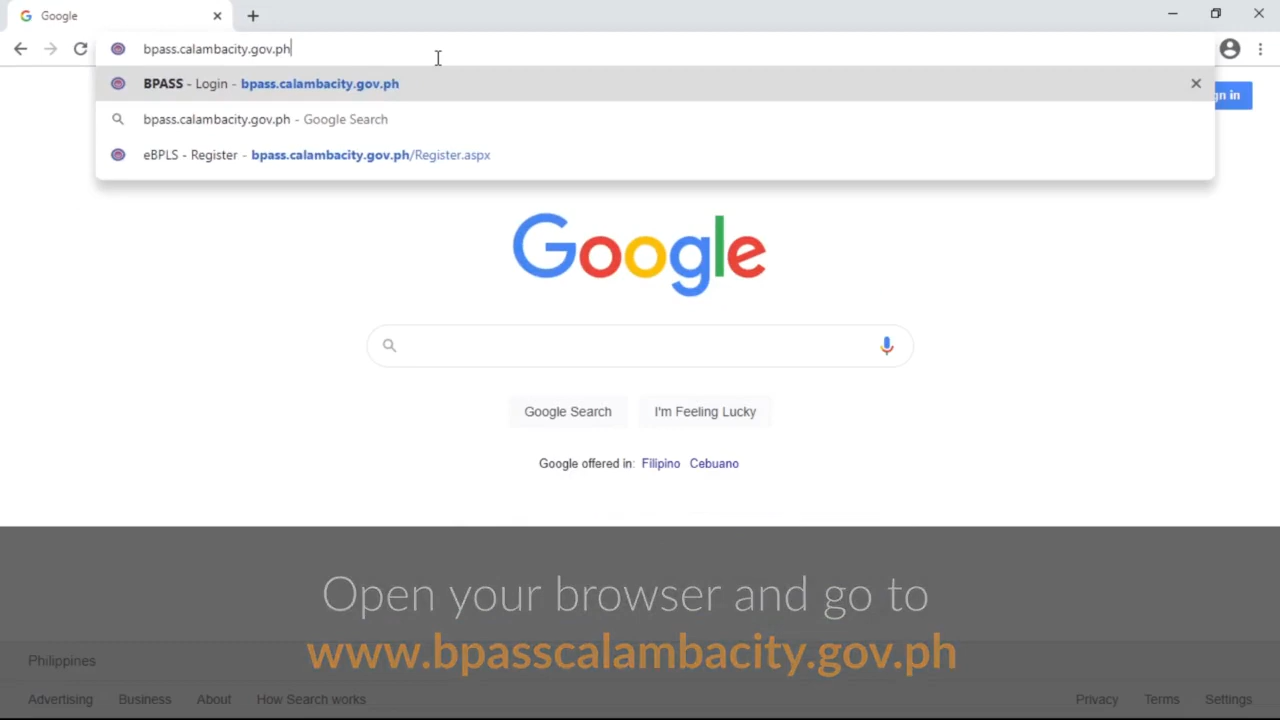 Google
bpass.calambacity.gov.ph
BPASS - Login - bpass.calambacity.gov.ph
bpass.calambacity.gov.ph - Google Search
eBPLS - Register - bpass.calambacity.gov.ph/Register.aspx
gn in
Google
Google Search I'm Feeling Lucky
Google offered in: Filipino Cebuano
Open your browser and go to
www.bpasscalambacity.gov.ph
Philippines
Advertising Business About How Search works Privacy Terms Settings